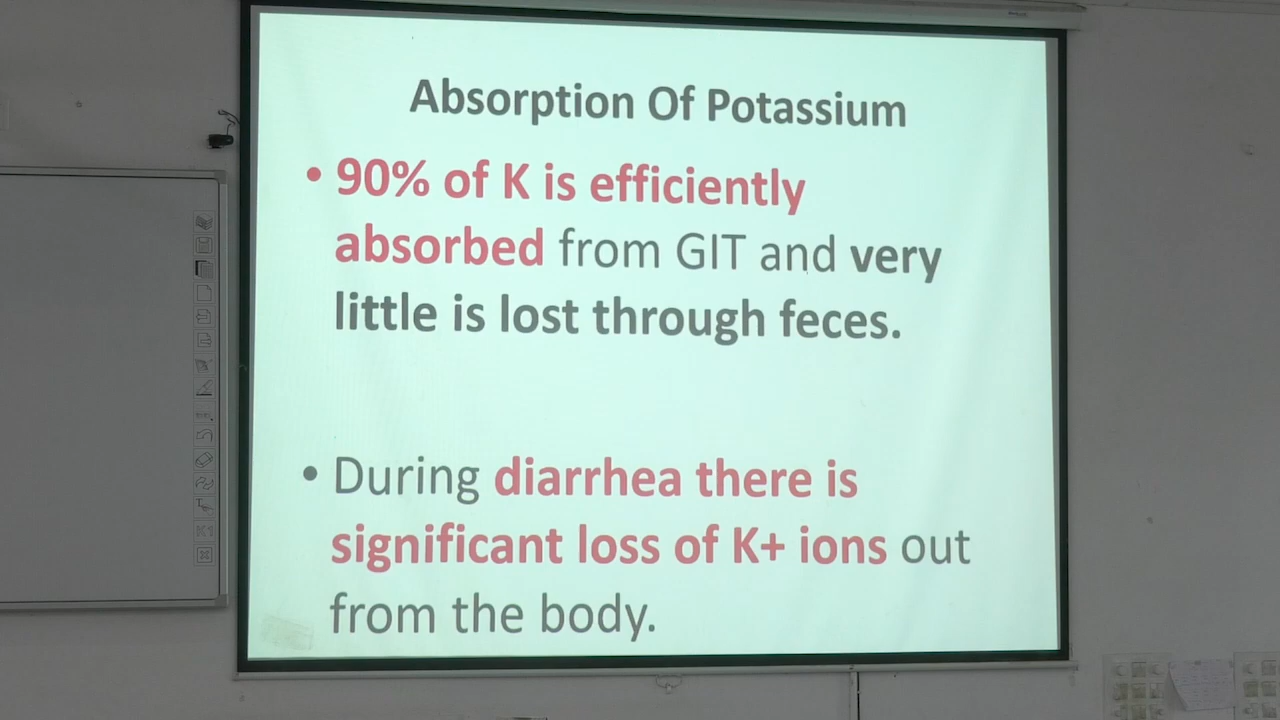 Absorption Of Potassium
• 90% of K is efficiently
absorbed from GIT and very
little is lost through feces.
• During diarrhea there is
significant loss of K+ ions out
from the body.